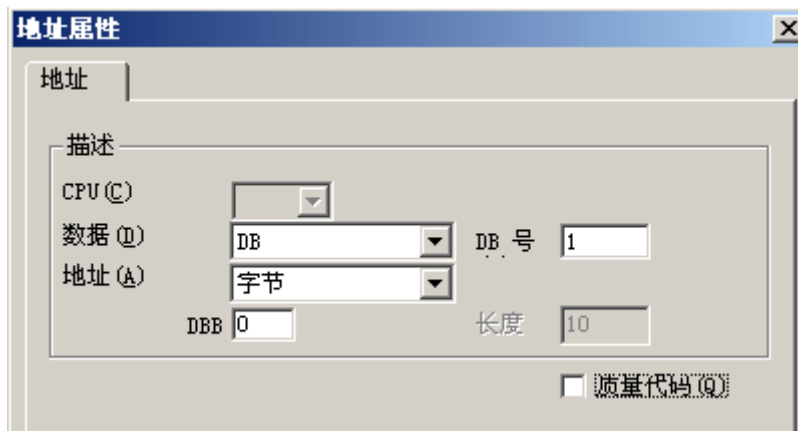 地址属性
地址
描述
CPU(C)
数据(D) DB DB 号 1
地址(A) 字节
DBB 0 长度 10
质量代码(Q)